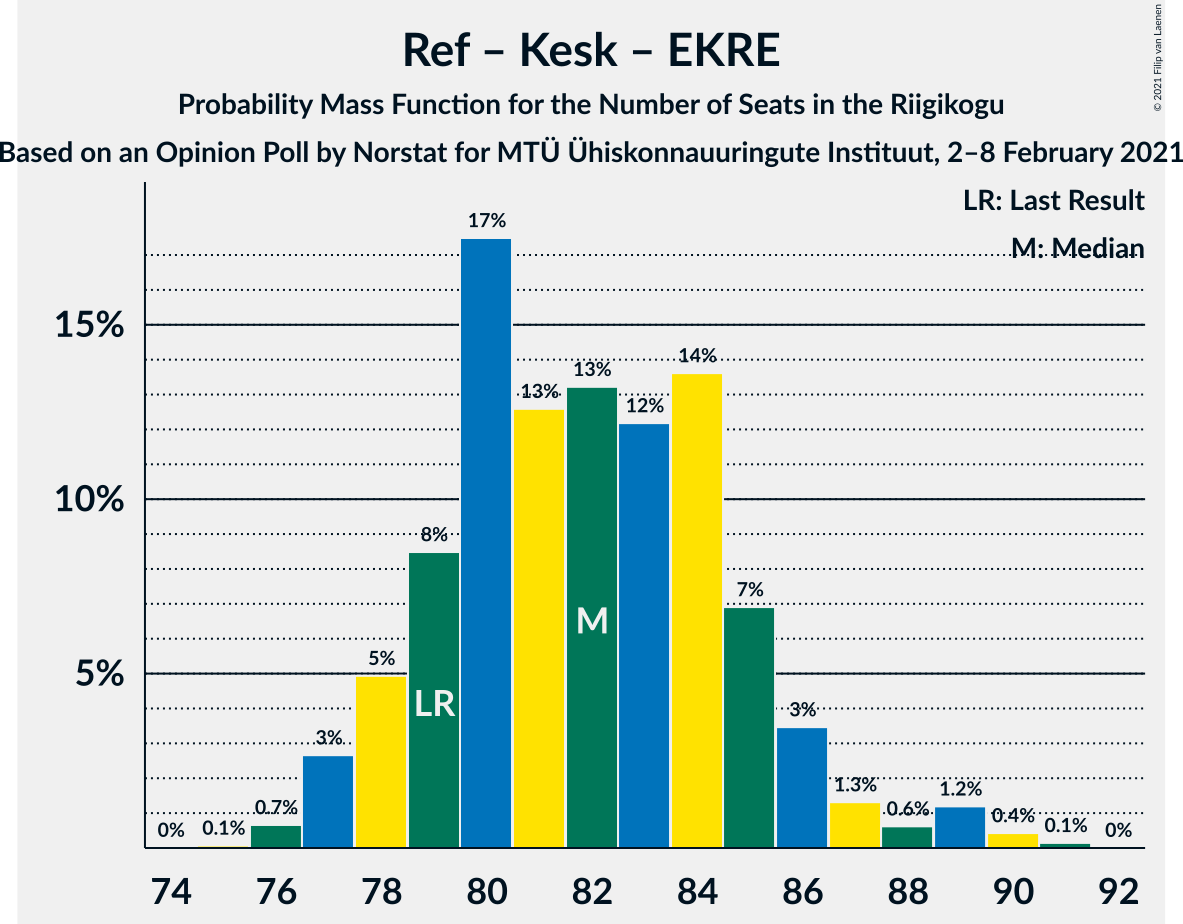 Ref – Kesk – EKRE
Probability Mass Function for the Number of Seats in the Riigikogu
Based on an Opinion Poll by Norstat for MTÜ Ühiskonnauuringute Instituut, 2–8 February 2021
© 2021 Filip van Laenen
LR: Last Result
M: Median
17%
15%
14%
13%
13%
12%
10%
8%
7%
M
5%
5%
LR
3%
3%
1.3%
1.2%
0.7%
0.6%
0.4%
0%
0.1%
0.1%
0%
74 76 78 80 82 84 86 88 90 92